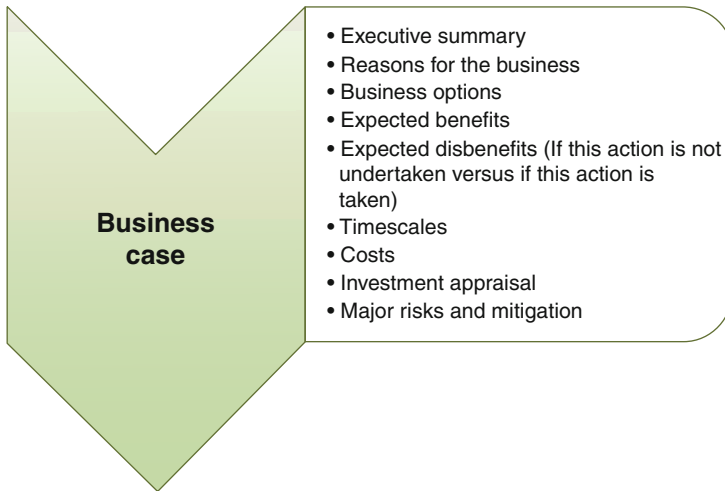 Business
case
• Executive summary
• Reasons for the business
• Business options
• Expected benefits
• Expected disbenefits (If this action is not
undertaken versus if this action is
taken)
• Timescales
• Costs
• Investment appraisal
• Major risks and mitigation